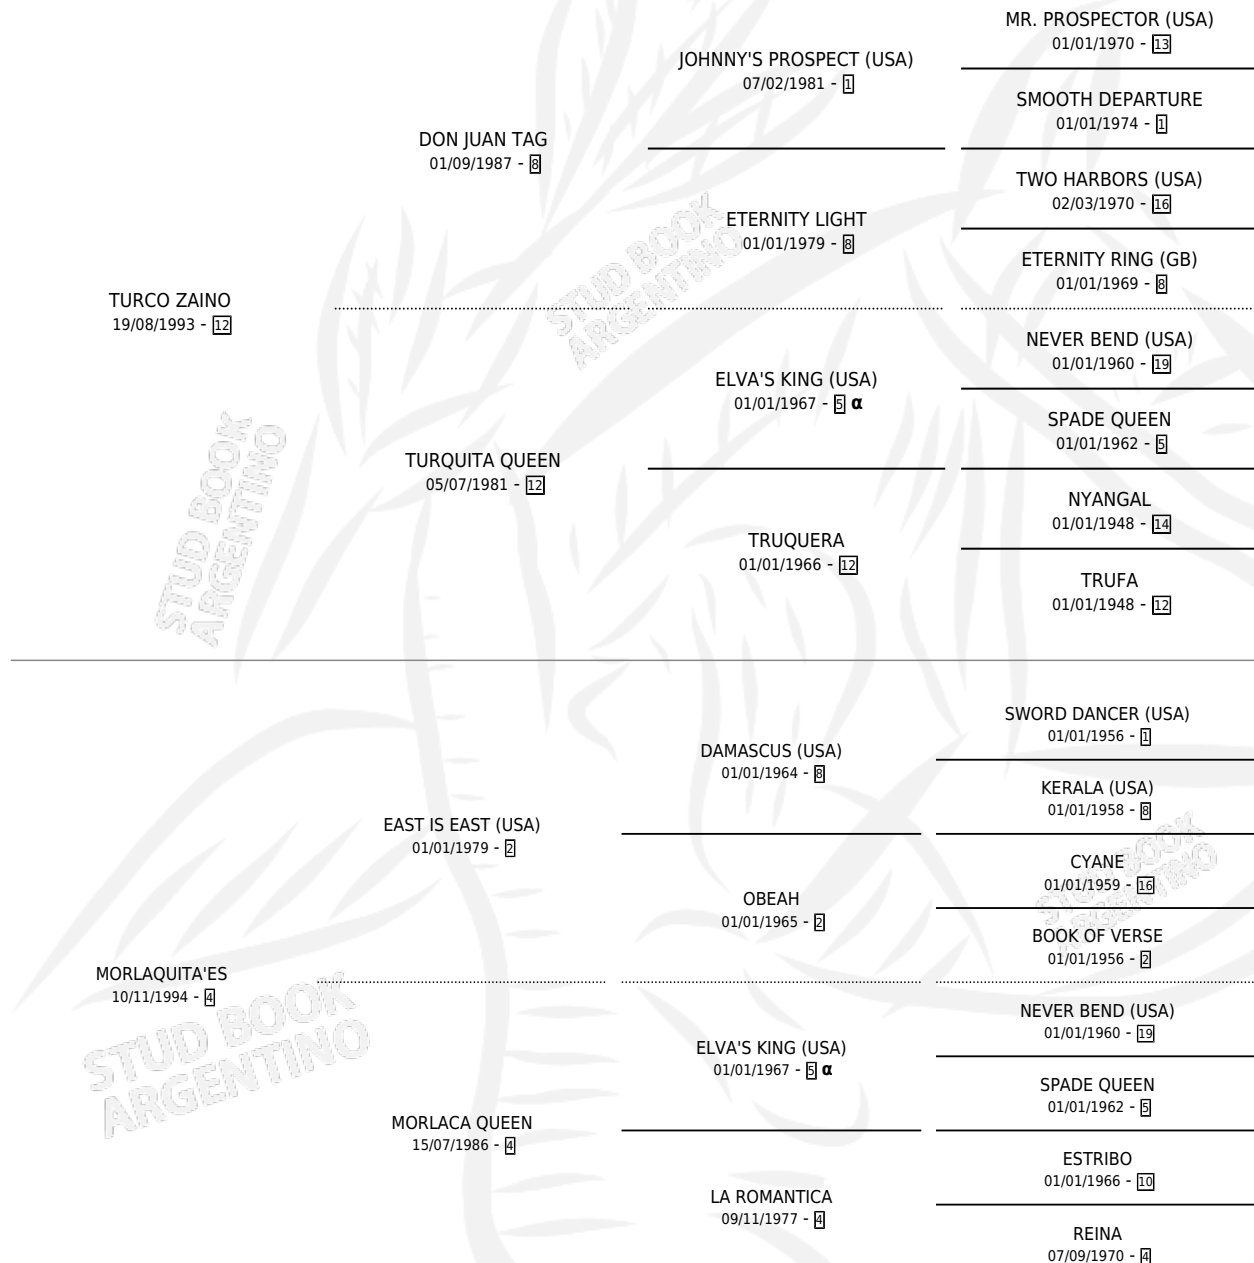 MR. PROSPECTOR (USA)
01/01/1970 - 13
JOHNNY'S PROSPECT (USA)
07/02/1981 - 1
SMOOTH DEPARTURE
01/01/1974 - 1
DON JUAN TAG
01/09/1987 - 8
TWO HARBORS (USA)
02/03/1970 - 16
ETERNITY LIGHT
01/01/1979 - 8
ETERNITY RING (GB)
01/01/1969 - 8
TURCO ZAINO
19/08/1993 - 12
NEVER BEND (USA)
01/01/1960 - 19
ELVA'S KING (USA)
01/01/1967 - 5 α
SPADE QUEEN
01/01/1962 - 5
TURQUITA QUEEN
05/07/1981 - 12
NYANGAL
01/01/1948 - 14
TRUQUERA
01/01/1966 - 12
TRUFA
01/01/1948 - 12
SWORD DANCER (USA)
01/01/1956 - 1
DAMASCUS (USA)
01/01/1964 - 8
KERALA (USA)
01/01/1958 - 8
EAST IS EAST (USA)
01/01/1979 - 2
CYANE
01/01/1959 - 16
OBEAH
01/01/1965 - 2
BOOK OF VERSE
01/01/1956 - 2
MORLAQUITA'ES
10/11/1994 - 4
NEVER BEND (USA)
01/01/1960 - 19
ELVA'S KING (USA)
01/01/1967 - 5 α
SPADE QUEEN
01/01/1962 - 5
MORLACA QUEEN
15/07/1986 - 4
ESTRIBO
01/01/1966 - 10
LA ROMANTICA
09/11/1977 - 4
REINA
07/09/1970 - 4
STUD BOOK
ARGENTINO
STUD BOOK
ARGENTINO
STUD BOOK
ARGENTINO
STUD BOOK
ARGENTINO